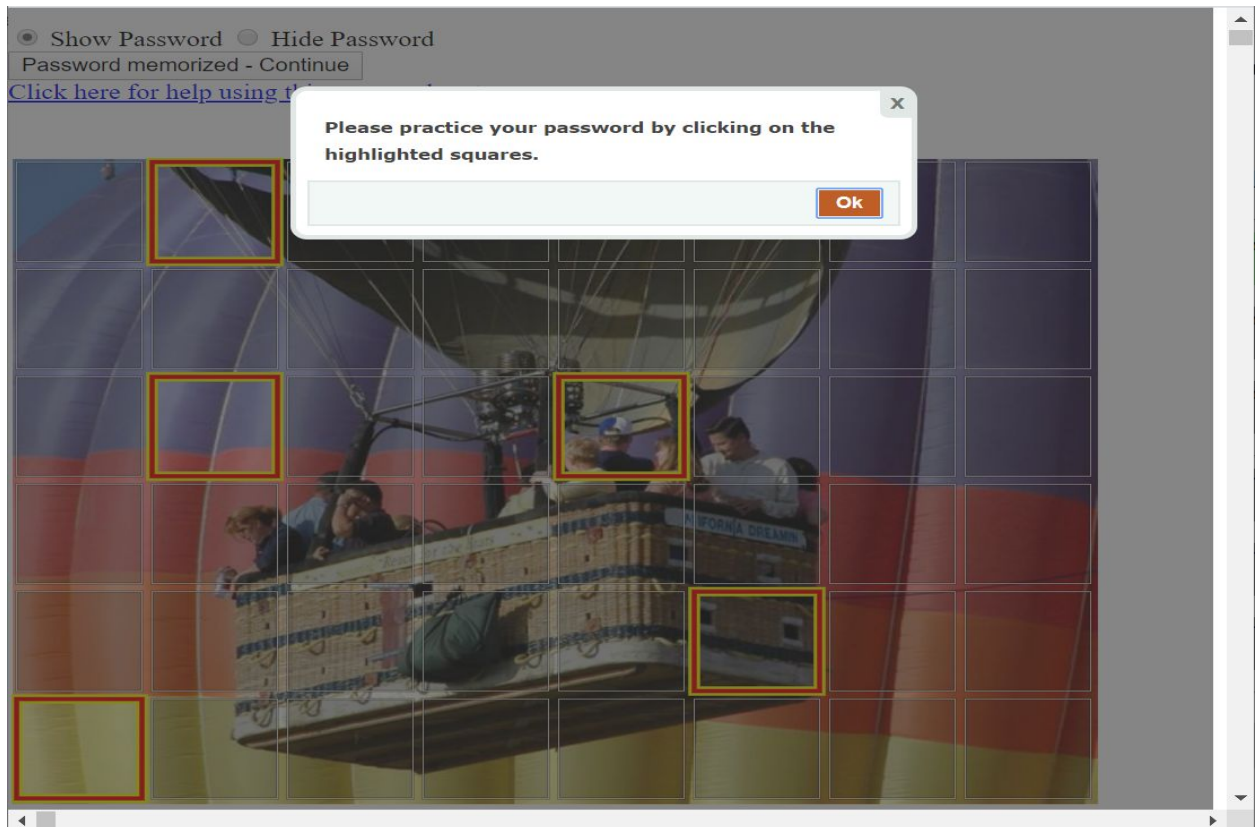 Show Password Hide Password
Password memorized - Continue
Click here for help using
x
Please practice your password by clicking on the
highlighted squares.
Ok
CALIFORNIA DREAMIN